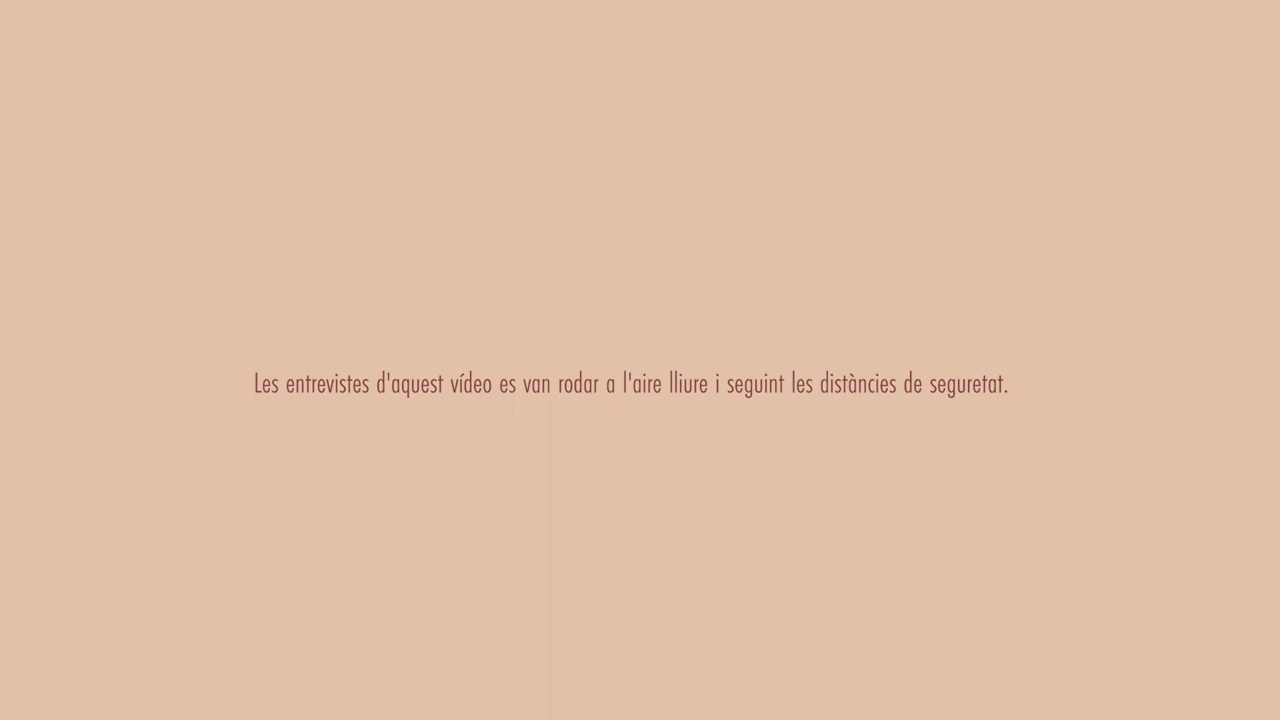 Les entrevistes d'aquest vídeo es van rodar a l'aire lliure i seguint les distàncies de seguretat.